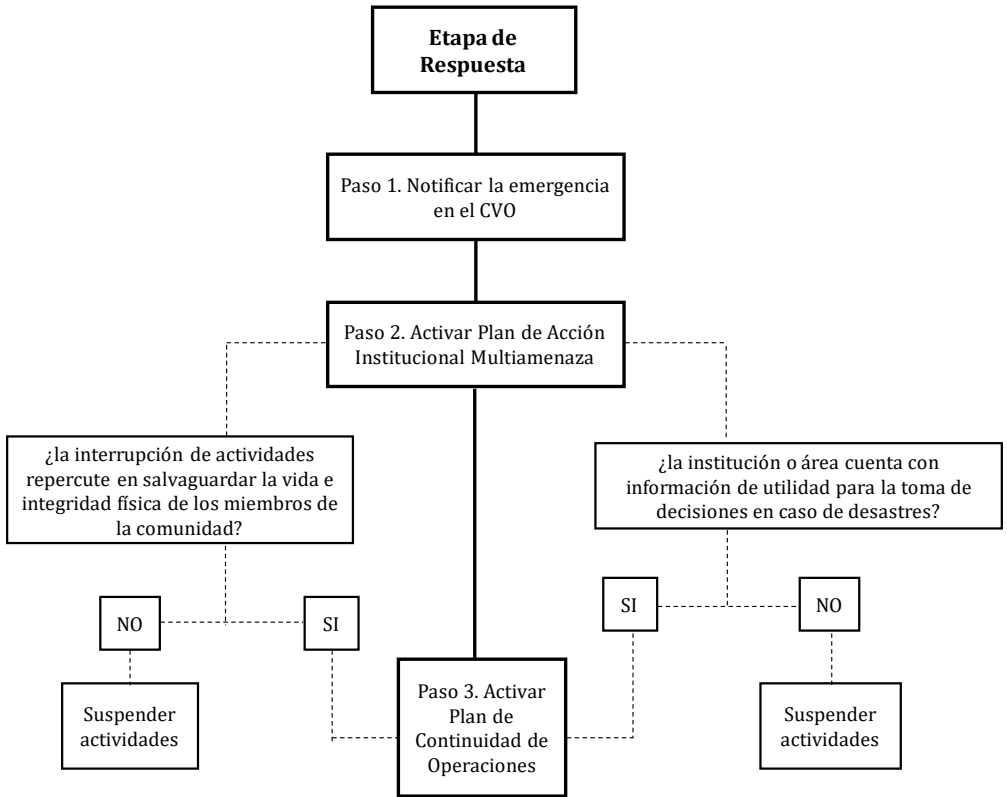 Etapa de
Respuesta
Paso 1. Notificar la emergencia
en el CVO
Paso 2. Activar Plan de Acción
Institucional Multiamenaza
¿la interrupción de actividades
repercute en salvaguardar la vida e
integridad física de los miembros de
la comunidad?
¿la institución o área cuenta con
información de utilidad para la toma de
decisiones en caso de desastres?
NO
SI
SI
NO
Suspender
actividades
Paso 3. Activar
Plan de
Continuidad de
Operaciones
Suspender
actividades